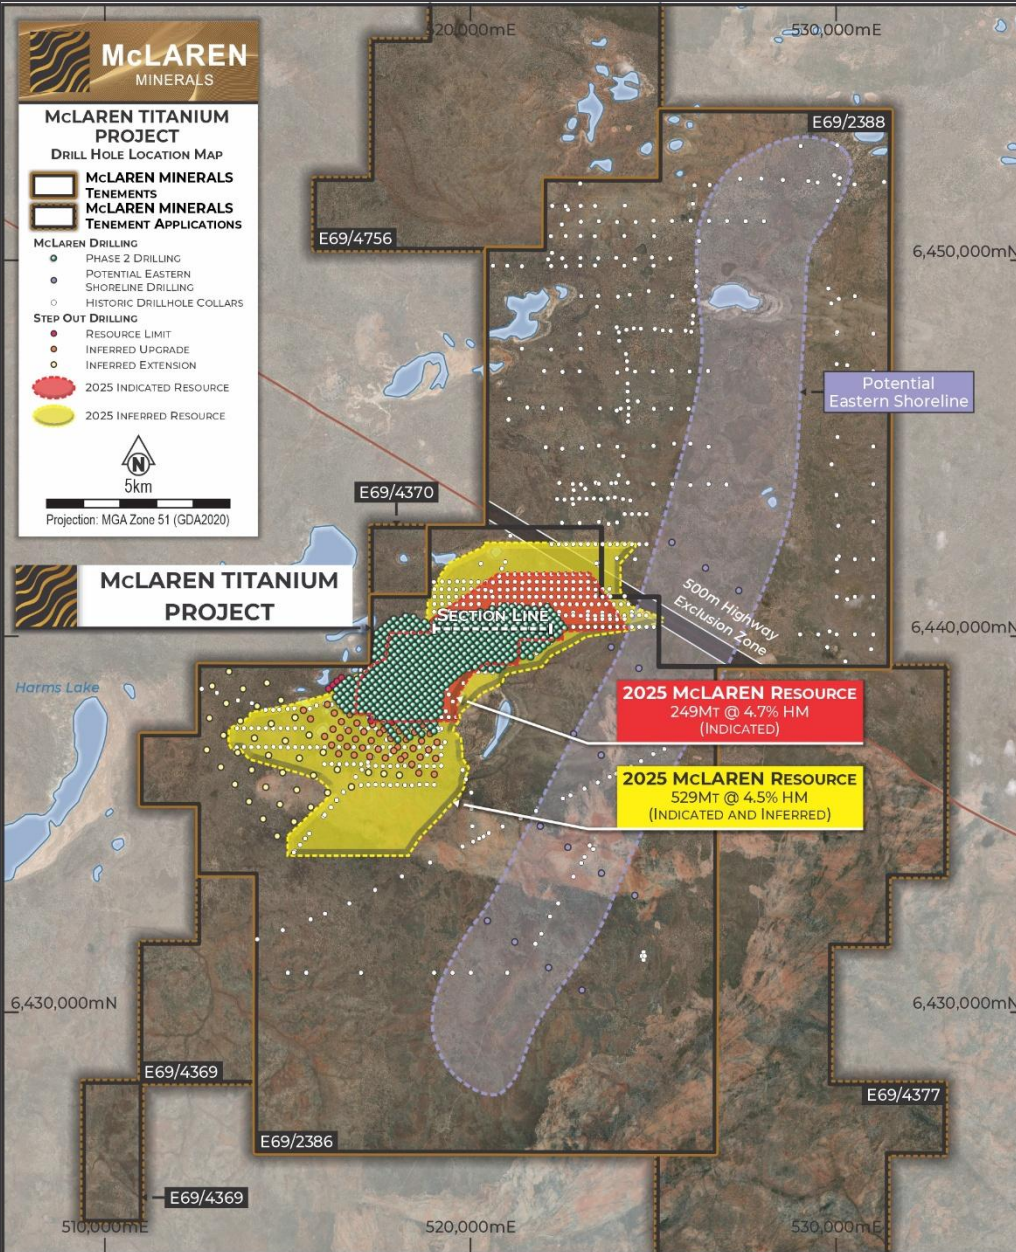 520,000mE
530,000mE
McLAREN
MINERALS
McLAREN TITANIUM
PROJECT
DRILL HOLE LOCATION MAP
McLAREN MINERALS
TENEMENTS
McLAREN MINERALS
TENEMENT APPLICATIONS
McLAREN DRILLING
PHASE 2 DRILLING
POTENTIAL EASTERN
SHORELINE DRILLING
HISTORIC DRILLHOLE COLLARS
STEP OUT DRILLING
RESOURCE LIMIT
INFERRED UPGRADE
INFERRED EXTENSION
2025 INDICATED RESOURCE
2025 INFERRED RESOURCE
N
5km
Projection: MGA Zone 51 (GDA2020)
E69/2388
E69/4756
6,450,000mN
Potential
Eastern Shoreline
E69/4370
McLAREN TITANIUM
PROJECT
SECTION LINE
500m Highway
Exclusion Zone
6,440,000mN
Harms Lake
2025 McLAREN RESOURCE
249MT @ 4.7% HM
(INDICATED)
2025 McLAREN RESOURCE
529MT @ 4.5% HM
(INDICATED AND INFERRED)
6,430,000mN
6,430,000mN
E69/4369
E69/4377
E69/2386
E69/4369
510,000mE
520,000mE
530,000mE